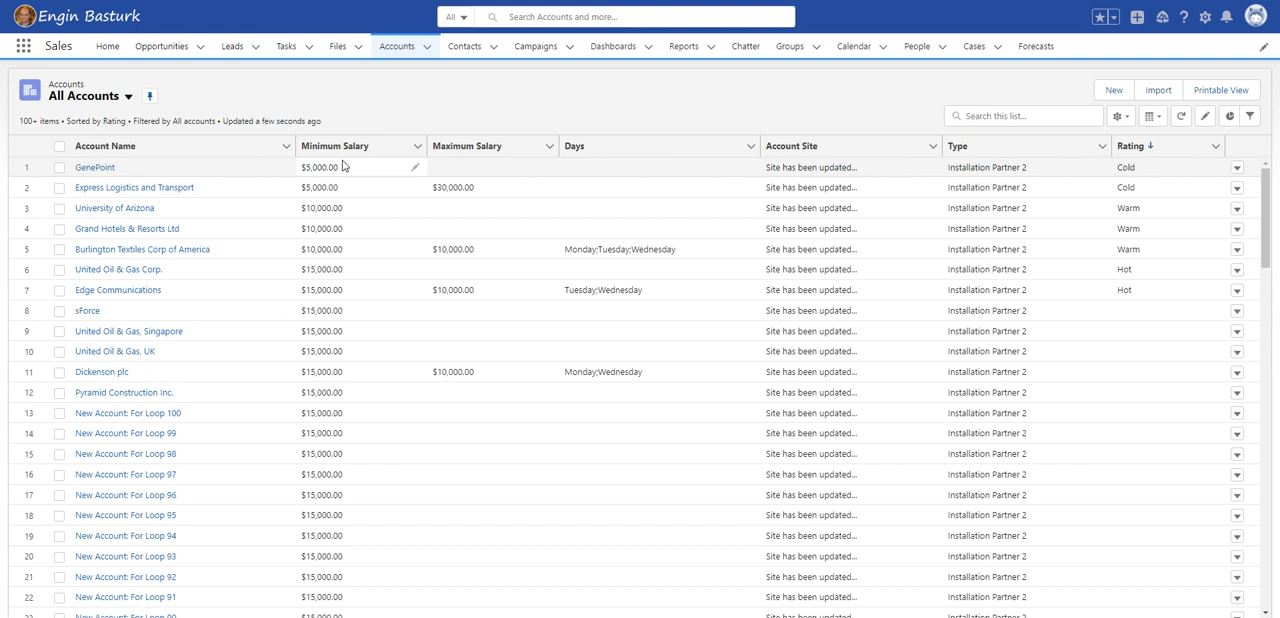 Engin Basturk
All
Search Accounts and more...
Sales
Home
Opportunities
Leads
Tasks
Files
Accounts
Contacts
Campaigns
Dashboards
Reports
Chatter
Groups
Calendar
People
Cases
Forecasts
Accounts
All Accounts
New
Import
Printable View
100+ items • Sorted by Rating • Filtered by All accounts • Updated a few seconds ago
Search this list...
Account Name Minimum Salary Maximum Salary Days Account Site Type Rating
1 GenePoint $5,000.00 Site has been updated... Installation Partner 2 Cold
2 Express Logistics and Transport $5,000.00 $30,000.00 Site has been updated... Installation Partner 2 Cold
3 University of Arizona $10,000.00 Site has been updated... Installation Partner 2 Warm
4 Grand Hotels & Resorts Ltd $10,000.00 Site has been updated... Installation Partner 2 Warm
5 Burlington Textiles Corp of America $10,000.00 $10,000.00 Monday;Tuesday;Wednesday Site has been updated... Installation Partner 2 Warm
6 United Oil & Gas Corp. $15,000.00 Site has been updated... Installation Partner 2 Hot
7 Edge Communications $15,000.00 $10,000.00 Tuesday;Wednesday Site has been updated... Installation Partner 2 Hot
8 sForce $15,000.00 Site has been updated... Installation Partner 2
9 United Oil & Gas, Singapore $15,000.00 Site has been updated... Installation Partner 2
10 United Oil & Gas, UK $15,000.00 Site has been updated... Installation Partner 2
11 Dickenson plc $15,000.00 $10,000.00 Monday;Wednesday Site has been updated... Installation Partner 2
12 Pyramid Construction Inc. $15,000.00 Site has been updated... Installation Partner 2
13 New Account: For Loop 100 $15,000.00 Site has been updated... Installation Partner 2
14 New Account: For Loop 99 $15,000.00 Site has been updated... Installation Partner 2
15 New Account: For Loop 98 $15,000.00 Site has been updated... Installation Partner 2
16 New Account: For Loop 97 $15,000.00 Site has been updated... Installation Partner 2
17 New Account: For Loop 96 $15,000.00 Site has been updated... Installation Partner 2
18 New Account: For Loop 95 $15,000.00 Site has been updated... Installation Partner 2
19 New Account: For Loop 94 $15,000.00 Site has been updated... Installation Partner 2
20 New Account: For Loop 93 $15,000.00 Site has been updated... Installation Partner 2
21 New Account: For Loop 92 $15,000.00 Site has been updated... Installation Partner 2
22 New Account: For Loop 91 $15,000.00 Site has been updated... Installation Partner 2